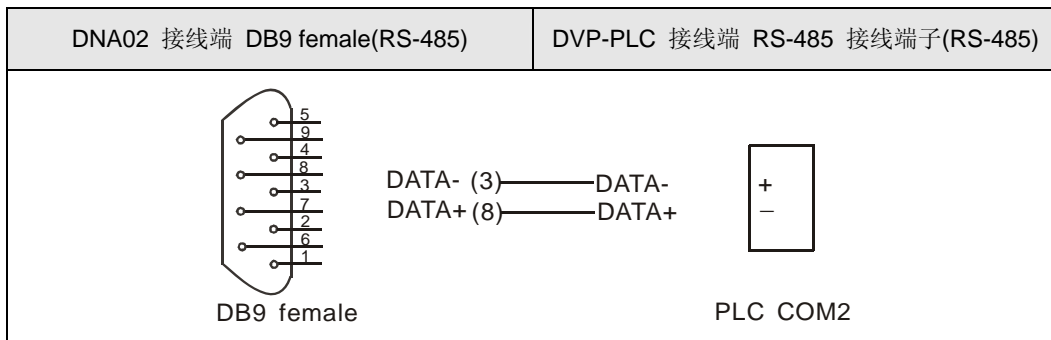 DNA02 接线端 DB9 female(RS-485)
DVP-PLC 接线端 RS-485 接线端子(RS-485)
5
9
4
8
3
7
2
6
1
DATA- (3) DATA-
DATA+ (8) DATA+
+
−
DB9 female
PLC COM2